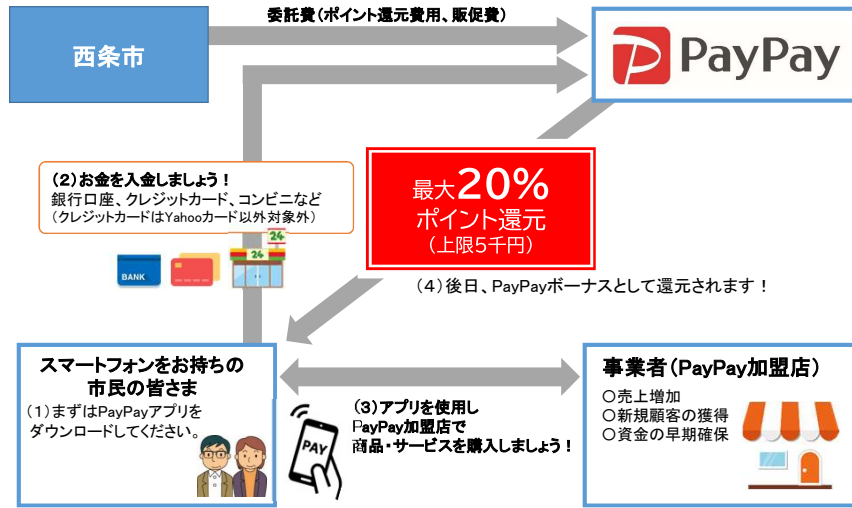 委託費(ポイント還元費用、販促費)
西条市
PayPay
(2)お金を入金しましょう!
銀行口座、クレジットカード、コンビニなど
(クレジットカードはYahooカード以外対象外)
最大20%
ポイント還元
(上限5千円)
24
24
BANK
(4)後日、PayPayボーナスとして還元されます!
スマートフォンをお持ちの
市民の皆さま
(1)まずはPayPayアプリを
ダウンロードしてください。
PAY
(3)アプリを使用し
PayPay加盟店で
商品・サービスを購入しましょう!
事業者(PayPay加盟店)
○売上増加
○新規顧客の獲得
○資金の早期確保